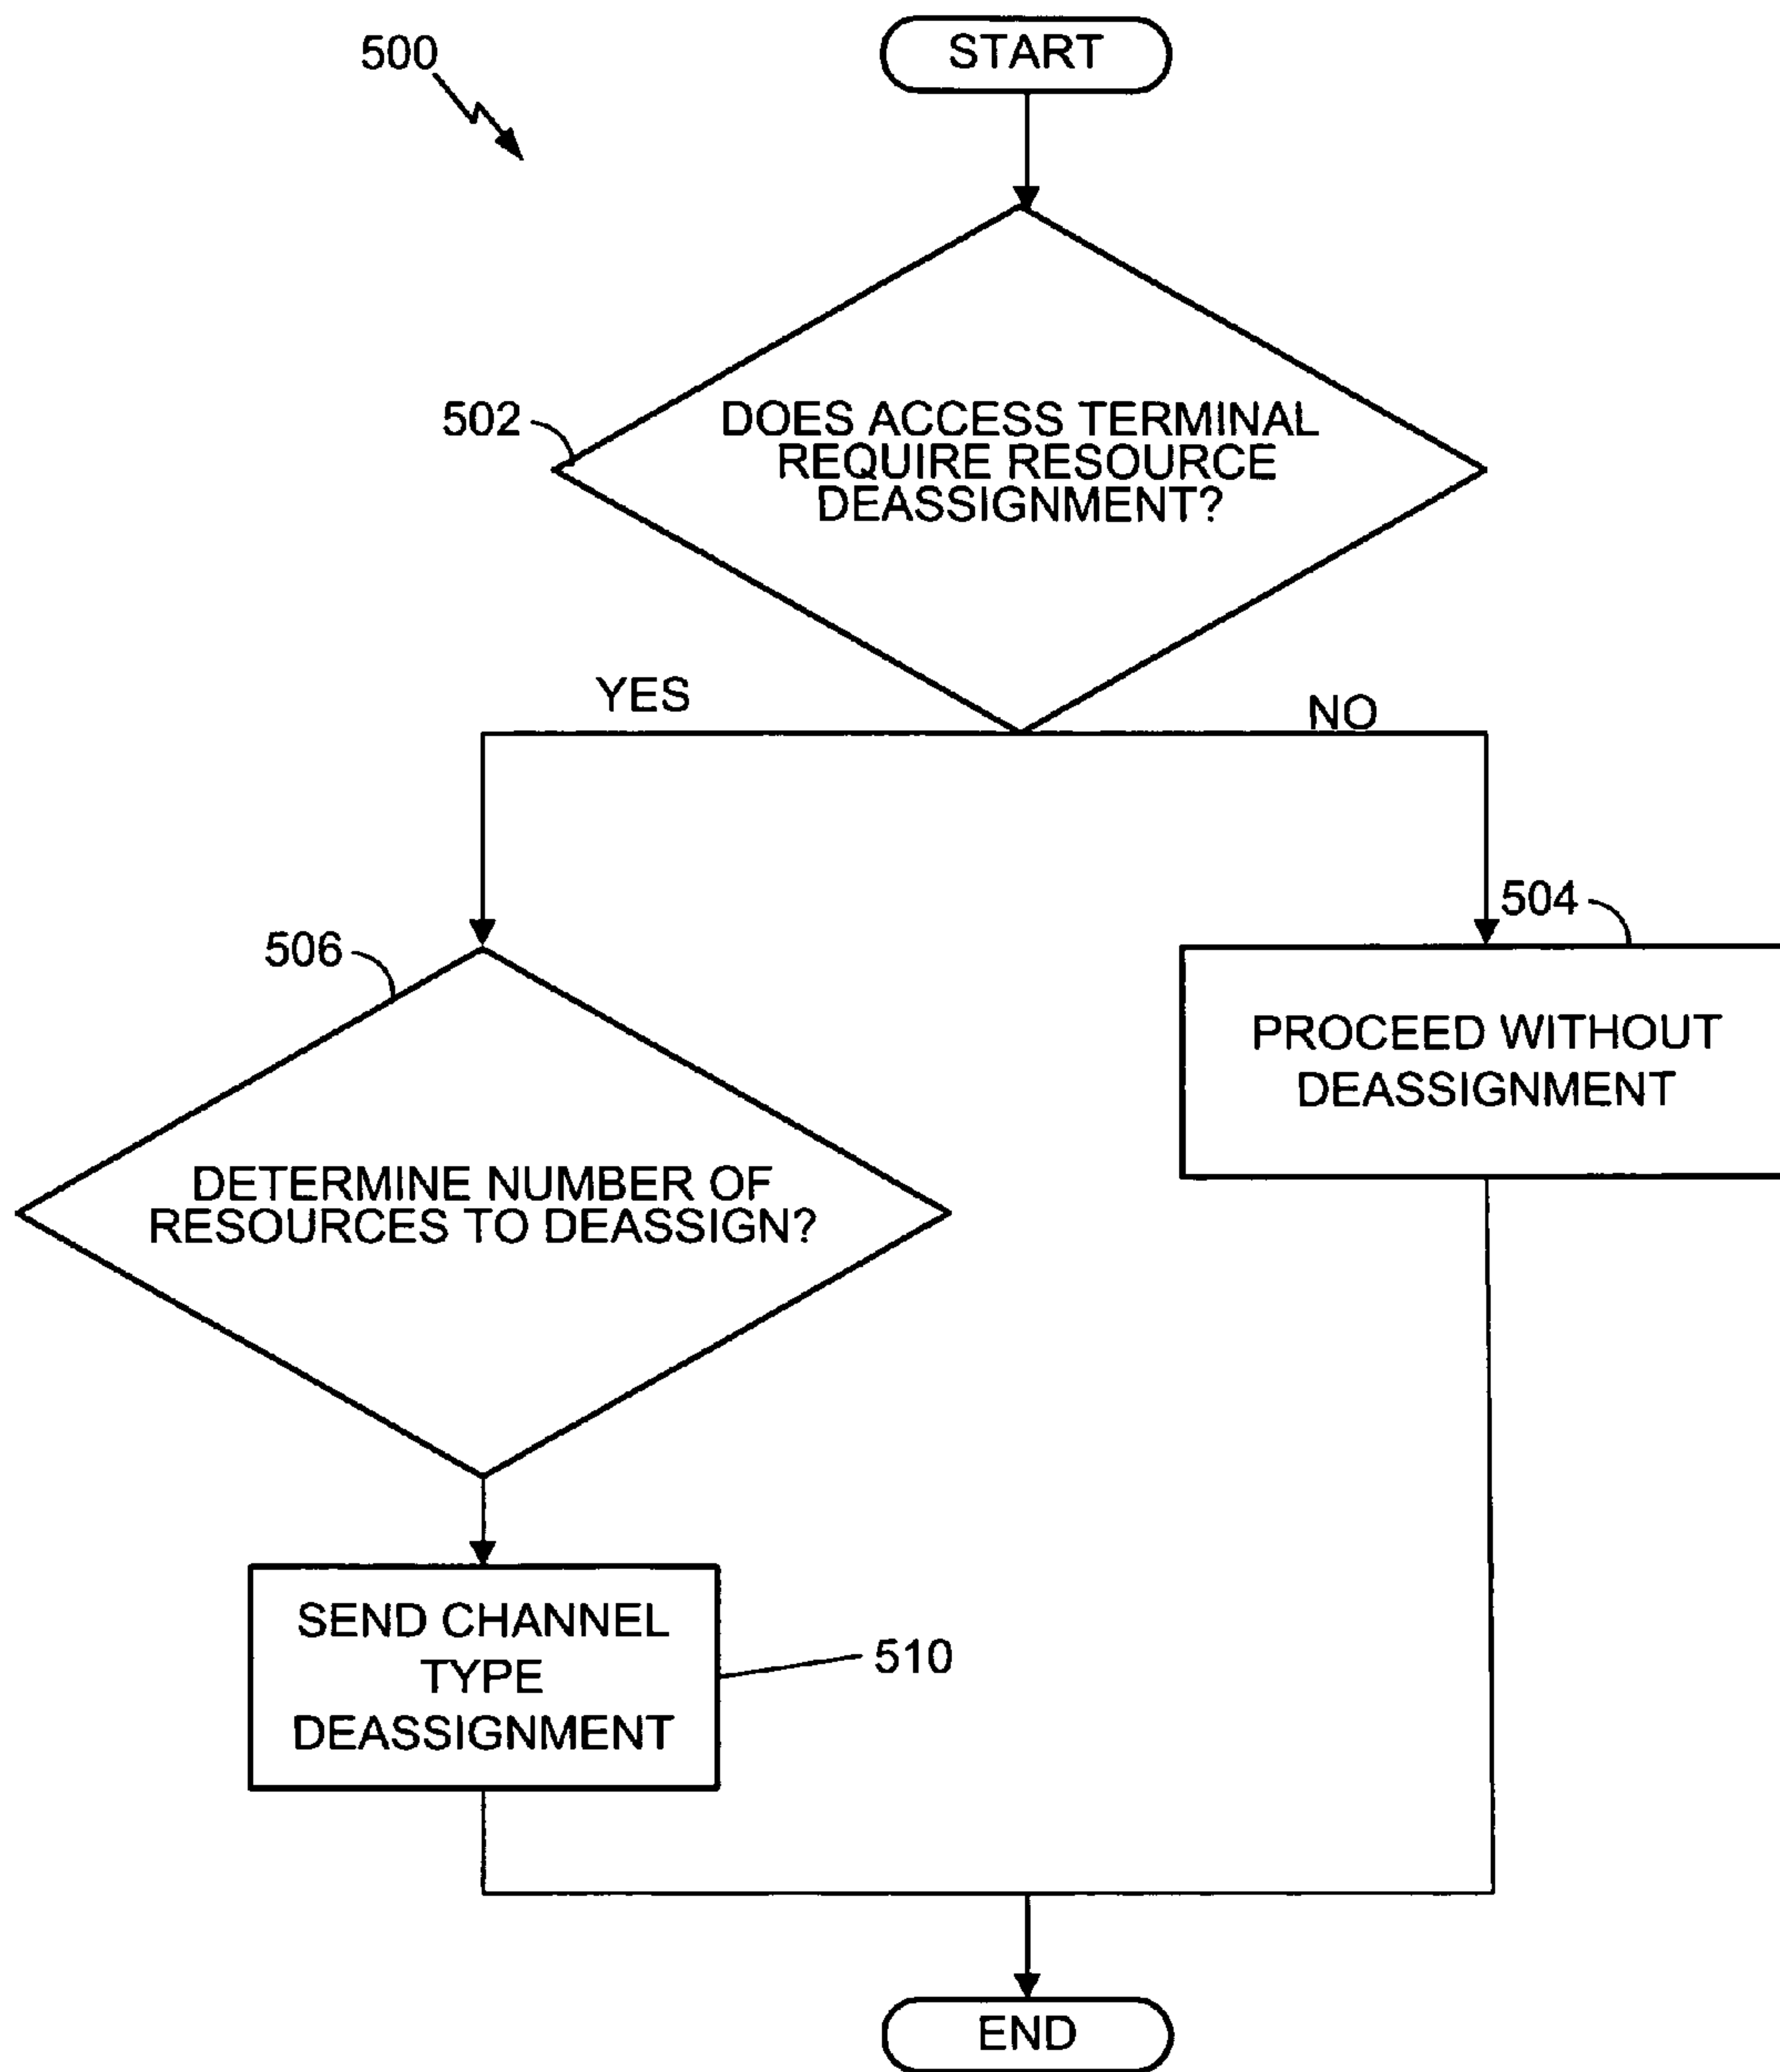 500
START
502
DOES ACCESS TERMINAL
REQUIRE RESOURCE
DEASSIGNMENT?
YES
NO
504
PROCEED WITHOUT
DEASSIGNMENT
506
DETERMINE NUMBER OF
RESOURCES TO DEASSIGN?
SEND CHANNEL
TYPE
DEASSIGNMENT
510
END